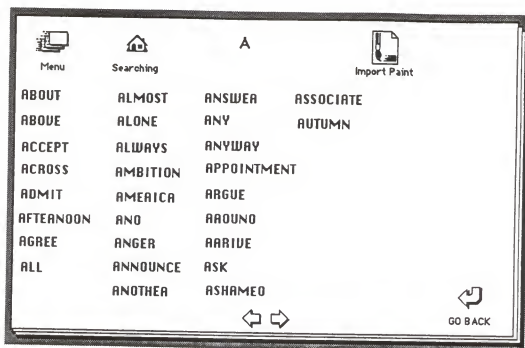 A
Menu Searching Import Paint
ABOUT ALMOST ANSWER ASSOCIATE
ABOVE ALONE ANY AUTUMN
ACCEPT ALWAYS ANYWAY
ACROSS AMBITION APPOINTMENT
ADMIT AMERICA ARGUE
AFTERNOON AND AROUND
AGREE ANGER ARRIVE
ALL ANNOUNCE ASK
ANOTHER ASHAMED
GO BACK